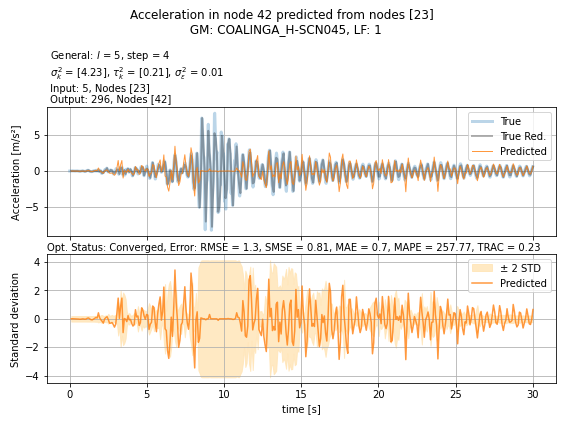 Acceleration in node 42 predicted from nodes [23]
GM: COALINGA_H-SCN045, LF: 1
General: l = 5, step = 4
σ²ₖ = [4.23], τ²ₖ = [0.21], σ²ε = 0.01
Input: 5, Nodes [23]
Output: 296, Nodes [42]
Acceleration [m/s²]
5
0
−5
True
True Red.
Predicted
Opt. Status: Converged, Error: RMSE = 1.3, SMSE = 0.81, MAE = 0.7, MAPE = 257.77, TRAC = 0.23
Standard deviation
4
2
0
−2
−4
± 2 STD
Predicted
0 5 10 15 20 25 30
time [s]